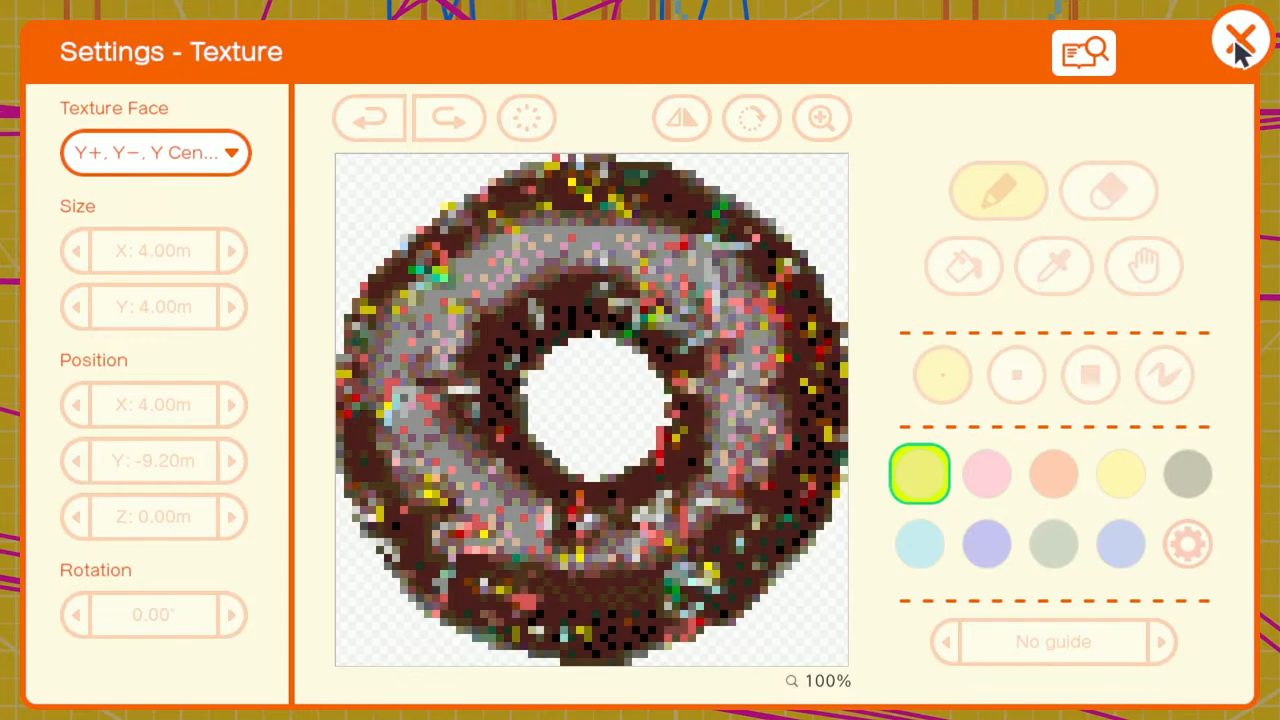 Settings - Texture
Texture Face
Y+, Y−, Y Cen...
Size
X: 4.00m
Y: 4.00m
Position
X: 4.00m
Y: -9.20m
Z: 0.00m
Rotation
0.00°
100%
No guide